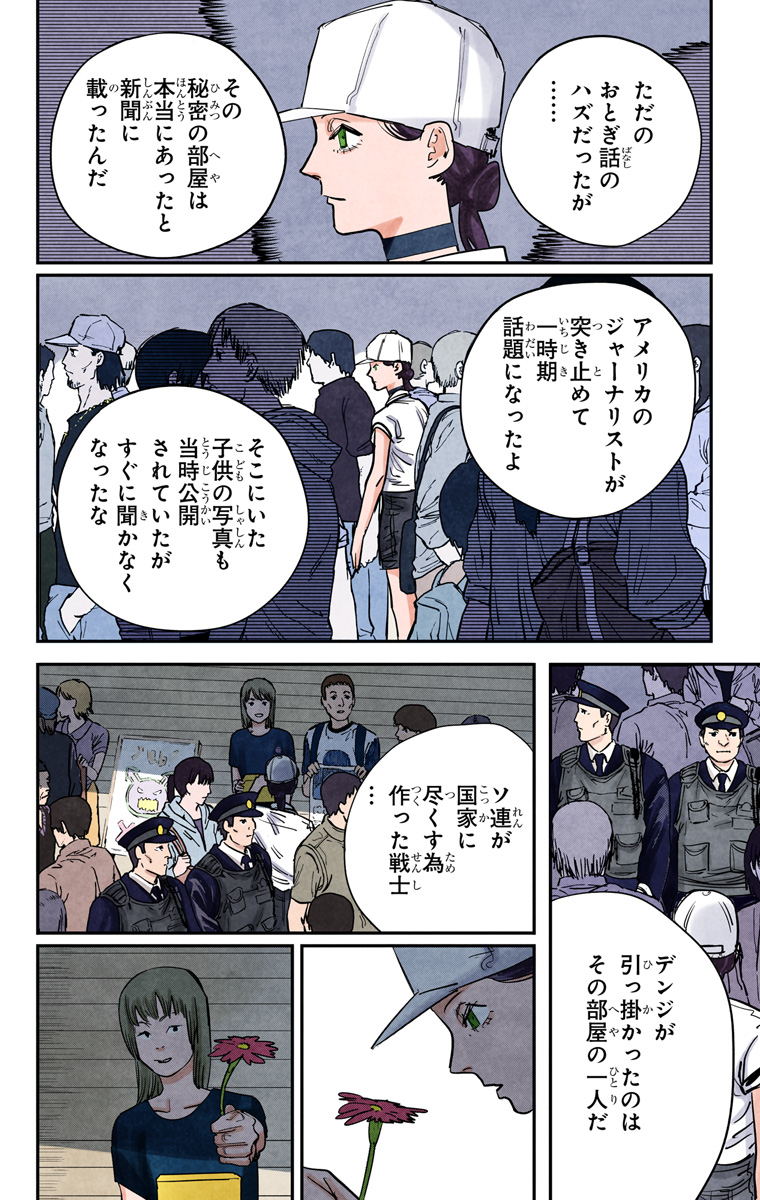 ただの
おとぎ話の
ハズだったが
……
その
秘密の部屋は
本当にあったと
新聞に
載ったんだ
アメリカの
ジャーナリストが
突き止めて
一時期
話題になったよ
そこにいた
子供の写真も
当時公開
されていたが
すぐに聞かなく
なったな
デンジが
引っ掛かったのは
その部屋の一人だ
ソ連が
国家に
尽くす為
作った戦士
…